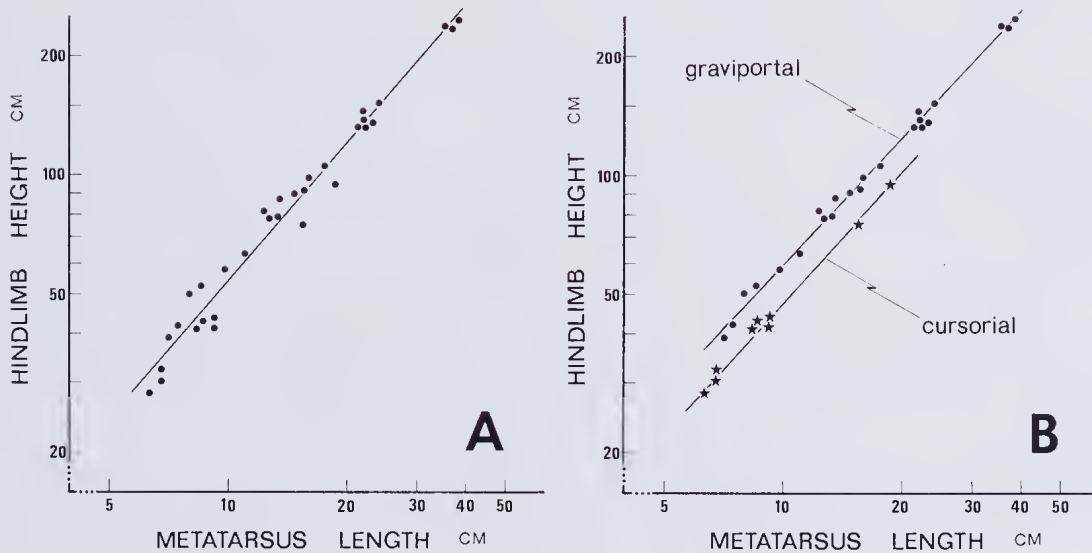 HINDLIMB HEIGHT CM
200
100
50
20
A
5 10 20 30 40 50
METATARSUS LENGTH CM
HINDLIMB HEIGHT CM
200
100
50
20
graviportal
cursorial
B
5 10 20 30 40 50
METATARSUS LENGTH CM